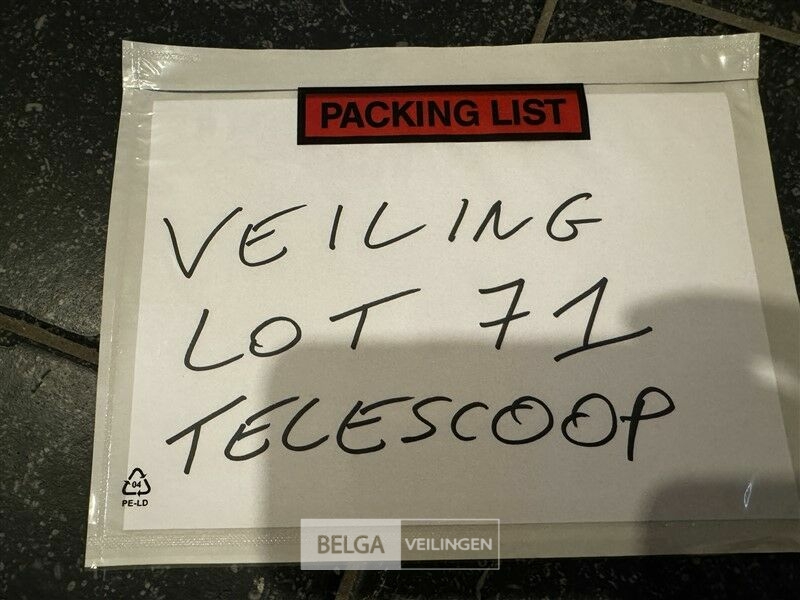 PACKING LIST
VEILING
LOT 71
TELESCOOP
04
PE-LD
BELGA VEILINGEN